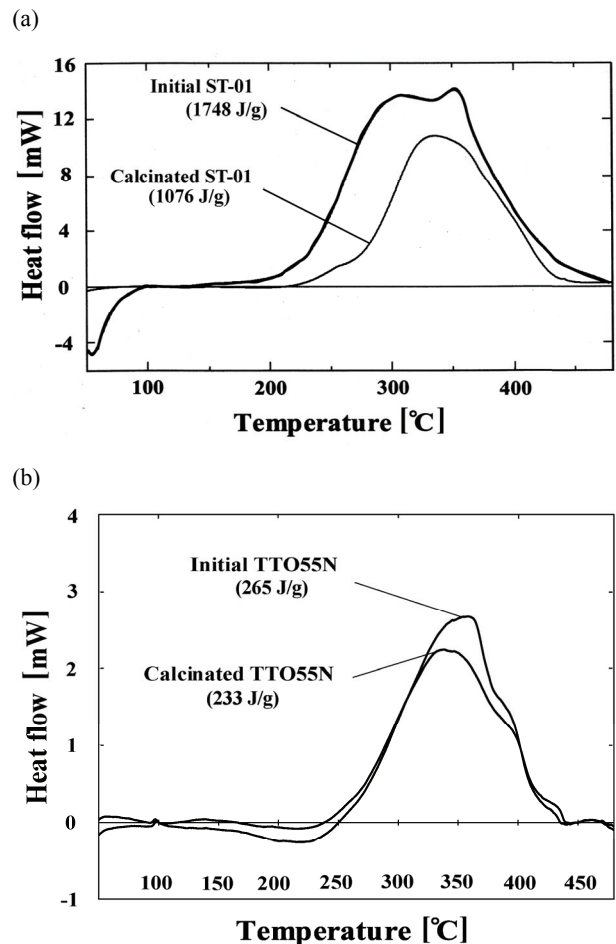 (a)
16
Initial ST-01
(1748 J/g)
12
8
Calcinated ST-01
(1076 J/g)
4
0
-4
Heat flow [mW]
100
200
300
400
Temperature [℃]
(b)
4
3
Initial TTO55N
(265 J/g)
2
Calcinated TTO55N
(233 J/g)
1
0
-1
Heat flow [mW]
100
150
200
250
300
350
400
450
Temperature [℃]